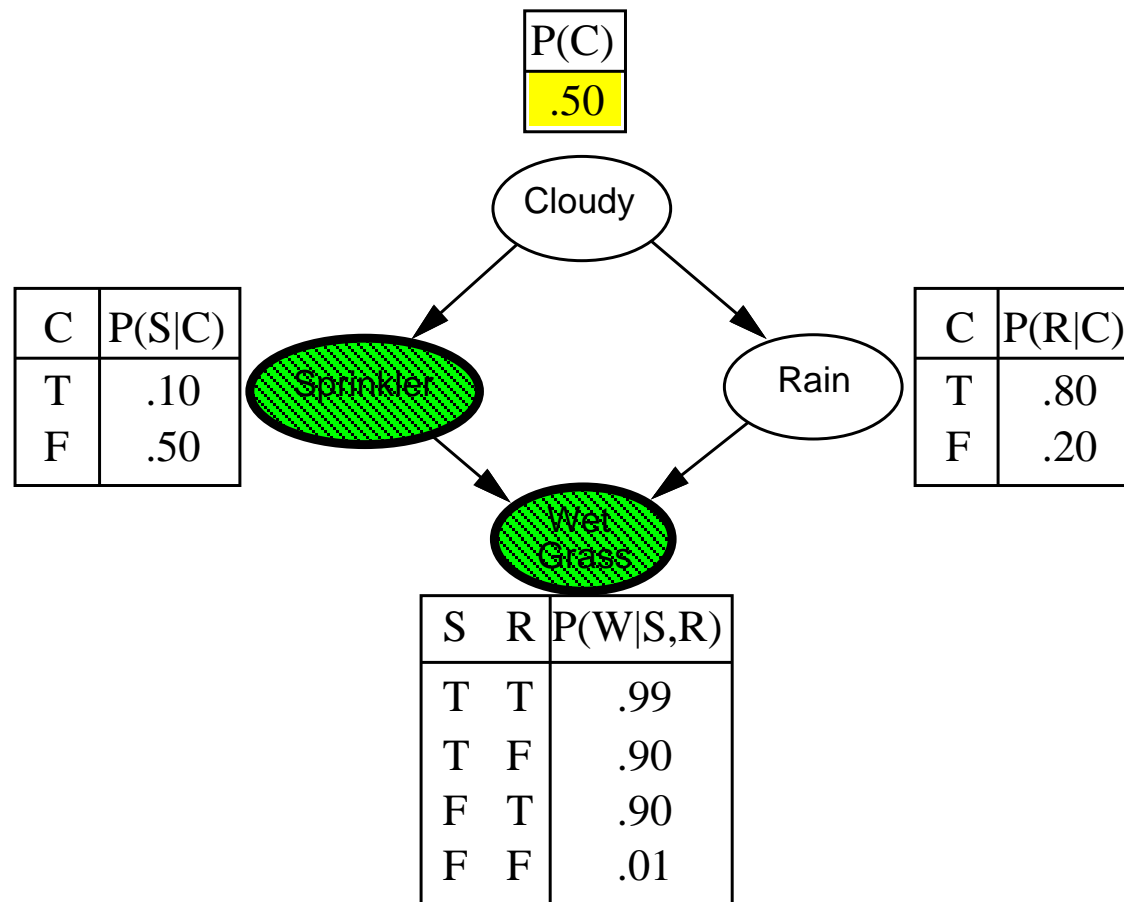 P(C)
.50
Cloudy
C P(S|C)
T .10
F .50
Sprinkler
Rain
C P(R|C)
T .80
F .20
Wet
Grass
S R P(W|S,R)
T T .99
T F .90
F T .90
F F .01